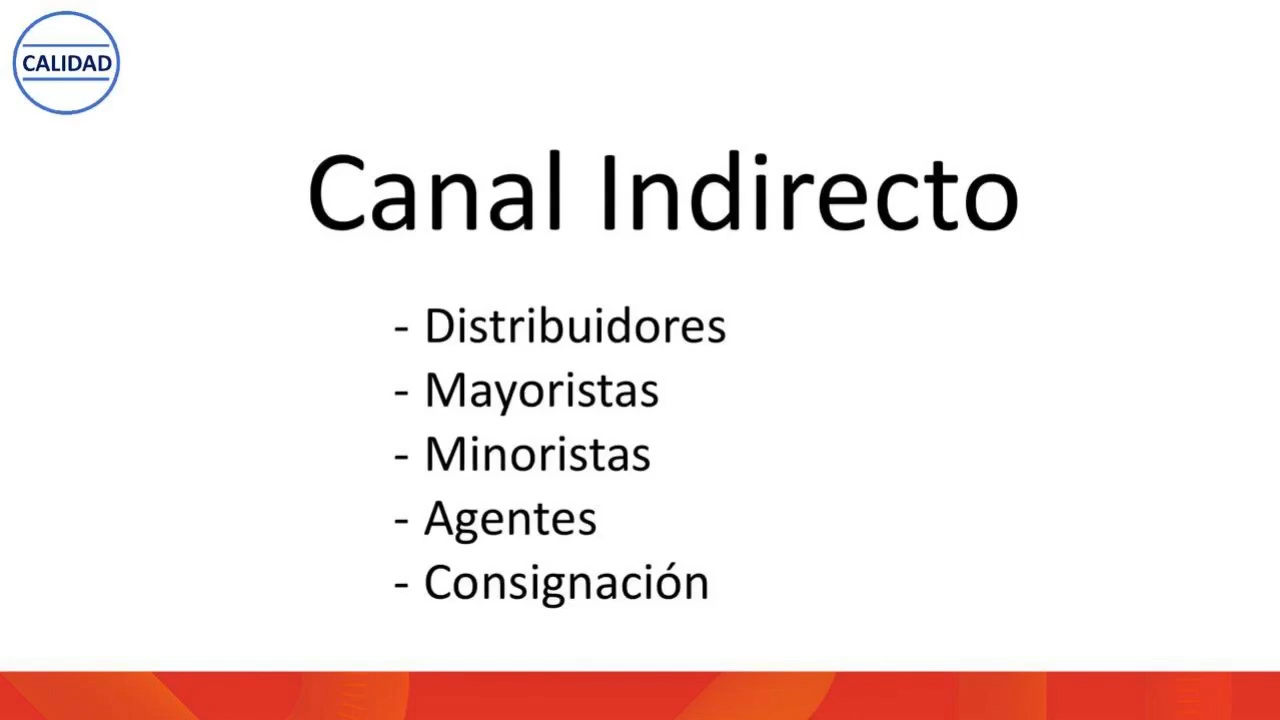 CALIDAD
Canal Indirecto
- Distribuidores
- Mayoristas
- Minoristas
- Agentes
- Consignación